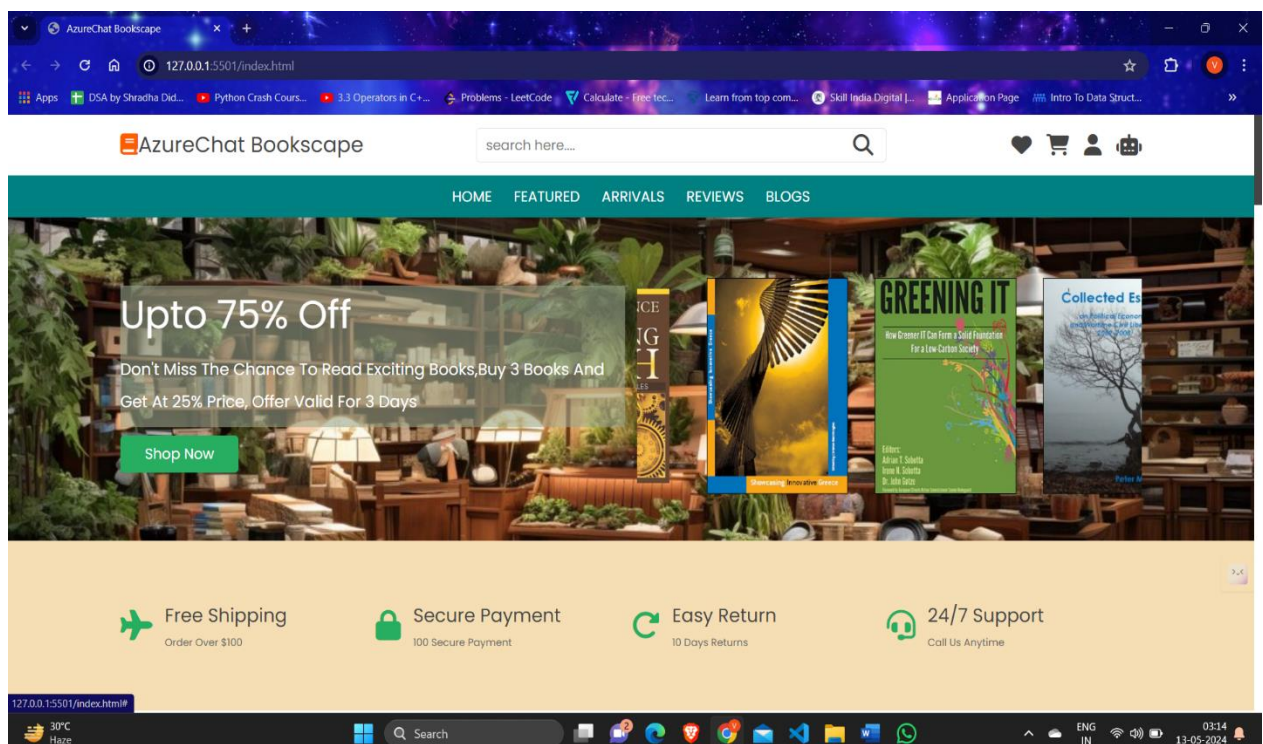 AzureChat Bookscape
127.0.0.1:5501/index.html
Apps DSA by Shradha Did... Python Crash Cours... 3.3 Operators in C+... Problems - LeetCode Calculate - Free tec... Learn from top com... Skill India Digital |... Application Page Intro To Data Struct... »
AzureChat Bookscape search here....
HOME FEATURED ARRIVALS REVIEWS BLOGS
Upto 75% Off
Don't Miss The Chance To Read Exciting Books,Buy 3 Books And
Get At 25% Price, Offer Valid For 3 Days
Shop Now
Showcasing Innovative Greece
GREENING IT
How Greener IT Can Form a Solid Foundation
For a Low-Carbon Society
Editors:
Adrian T. Sobotta
Irene N. Sobotta
Dr. John Gøtze
Collected Es
Peter
Free Shipping
Order Over $100
Secure Payment
100 Secure Payment
Easy Return
10 Days Returns
24/7 Support
Call Us Anytime
127.0.0.1:5501/index.html#
30°C
Haze
Search
2
ENG
IN
03:14
13-05-2024